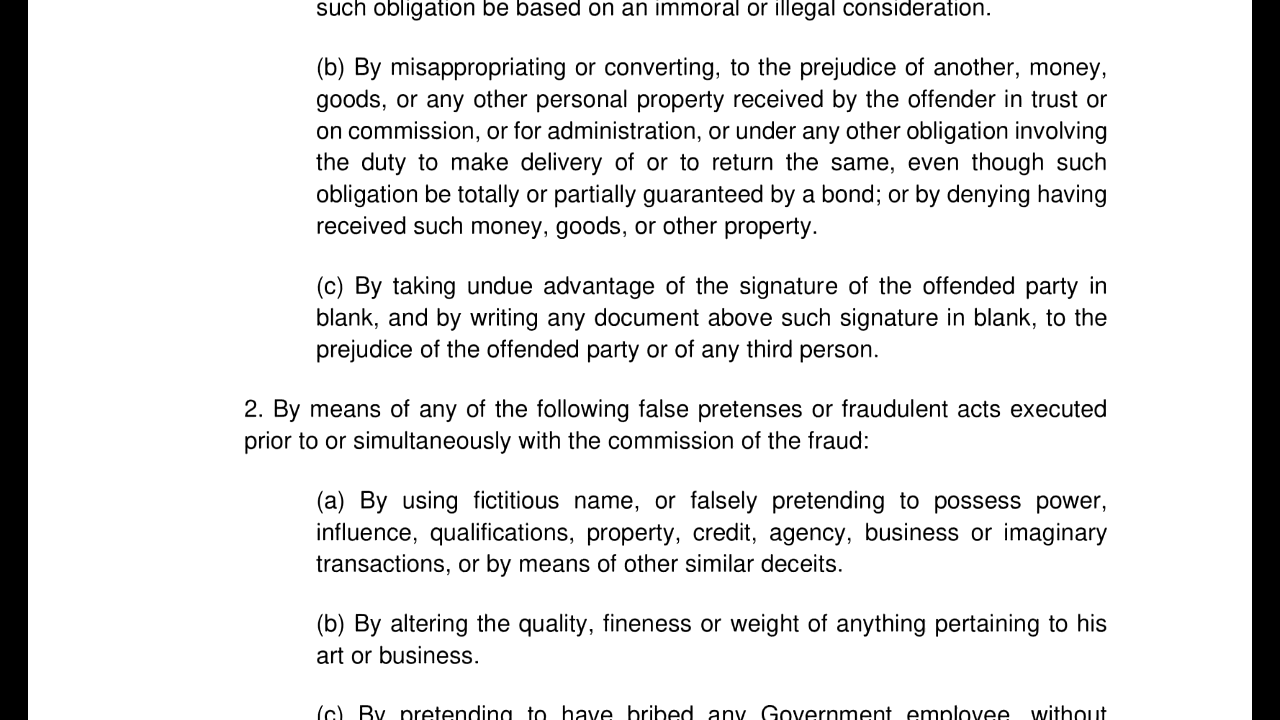 such obligation be based on an immoral or illegal consideration.
(b) By misappropriating or converting, to the prejudice of another, money,
goods, or any other personal property received by the offender in trust or
on commission, or for administration, or under any other obligation involving
the duty to make delivery of or to return the same, even though such
obligation be totally or partially guaranteed by a bond; or by denying having
received such money, goods, or other property.
(c) By taking undue advantage of the signature of the offended party in
blank, and by writing any document above such signature in blank, to the
prejudice of the offended party or of any third person.
2. By means of any of the following false pretenses or fraudulent acts executed
prior to or simultaneously with the commission of the fraud:
(a) By using fictitious name, or falsely pretending to possess power,
influence, qualifications, property, credit, agency, business or imaginary
transactions, or by means of other similar deceits.
(b) By altering the quality, fineness or weight of anything pertaining to his
art or business.
(c) By pretending to have bribed any Government employee, without